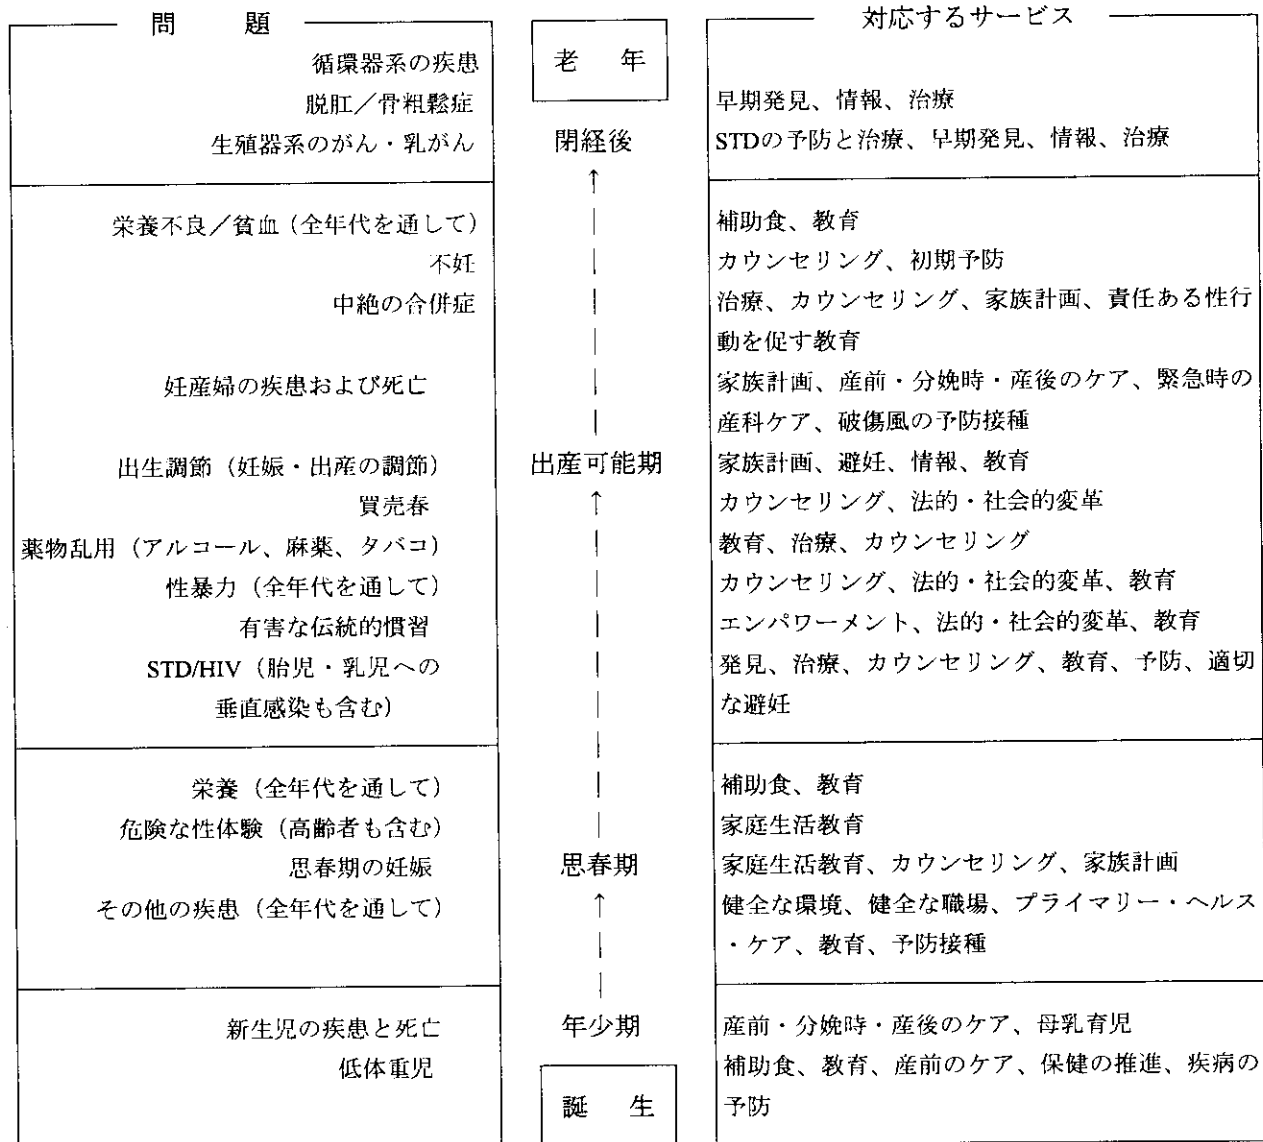 問　題
循環器系の疾患
脱肛／骨粗鬆症
生殖器系のがん・乳がん
栄養不良／貧血（全年代を通して）
不妊
中絶の合併症
妊産婦の疾患および死亡
出生調節（妊娠・出産の調節）
買売春
薬物乱用（アルコール、麻薬、タバコ）
性暴力（全年代を通して）
有害な伝統的慣習
STD/HIV（胎児・乳児への
垂直感染も含む）
栄養（全年代を通して）
危険な性体験（高齢者も含む）
思春期の妊娠
その他の疾患（全年代を通して）
新生児の疾患と死亡
低体重児
老　年
閉経後
↑
出産可能期
↑
思春期
↑
年少期
誕　生
対応するサービス
早期発見、情報、治療
STDの予防と治療、早期発見、情報、治療
補助食、教育
カウンセリング、初期予防
治療、カウンセリング、家族計画、責任ある性行
動を促す教育
家族計画、産前・分娩時・産後のケア、緊急時の
産科ケア、破傷風の予防接種
家族計画、避妊、情報、教育
カウンセリング、法的・社会的変革
教育、治療、カウンセリング
カウンセリング、法的・社会的変革、教育
エンパワーメント、法的・社会的変革、教育
発見、治療、カウンセリング、教育、予防、適切
な避妊
補助食、教育
家庭生活教育
家庭生活教育、カウンセリング、家族計画
健全な環境、健全な職場、プライマリー・ヘルス
・ケア、教育、予防接種
産前・分娩時・産後のケア、母乳育児
補助食、教育、産前のケア、保健の推進、疾病の
予防